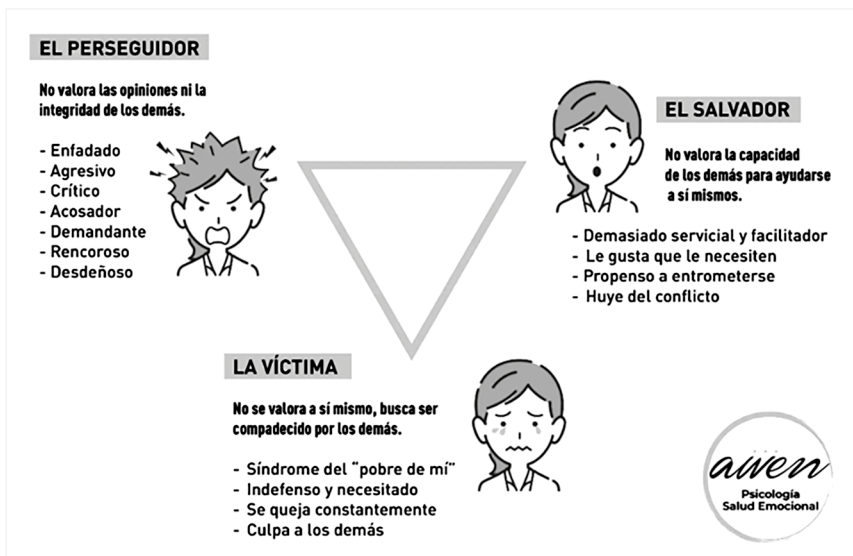 EL PERSEGUIDOR
No valora las opiniones ni la
integridad de los demás.
- Enfadado
- Agresivo
- Crítico
- Acosador
- Demandante
- Rencoroso
- Desdeñoso
EL SALVADOR
No valora la capacidad
de los demás para ayudarse
a sí mismos.
- Demasiado servicial y facilitador
- Le gusta que le necesiten
- Propenso a entrometerse
- Huye del conflicto
LA VÍCTIMA
No se valora a sí mismo, busca ser
compadecido por los demás.
- Síndrome del "pobre de mí"
- Indefenso y necesitado
- Se queja constantemente
- Culpa a los demás
awen
Psicología
Salud Emocional